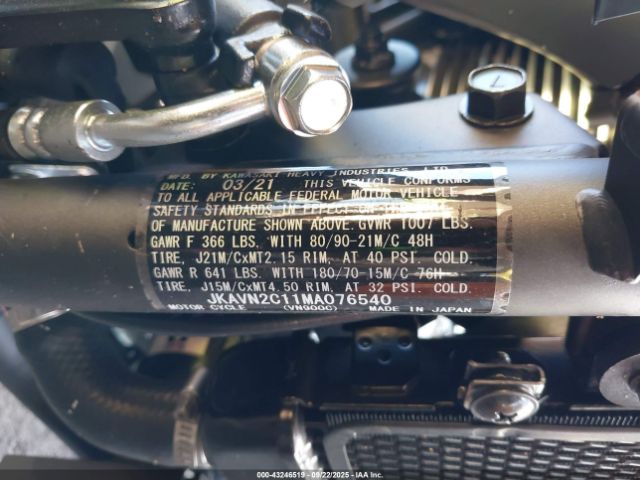 MFD. BY KAWASAKI HEAVY INDUSTRIES, LTD.
DATE: 03/21 THIS VEHICLE CONFORMS
TO ALL APPLICABLE FEDERAL MOTOR VEHICLE
SAFETY STANDARDS IN EFFECT ON THE DATE
OF MANUFACTURE SHOWN ABOVE. GVWR 1007 LBS.
GAWR F 366 LBS. WITH 80/90-21M/C 48H
TIRE, J21M/CxMT2.15 RIM, AT 40 PSI. COLD.
GAWR R 641 LBS. WITH 180/70-15M/C 76H
TIRE, J15M/CxMT4.50 RIM, AT 32 PSI. COLD.
JKAVN2C11MA076540
MOTOR CYCLE (VN900C) MADE IN JAPAN
000-43246519 - 09/22/2025 - IAAI.COM